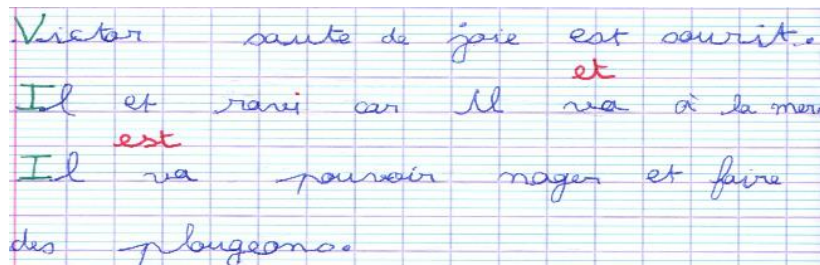 Victor saute de joie est sourit.
et
Il et ravi car Il va à la mer.
est
Il va pouvoir nager et faire
des plougeons.